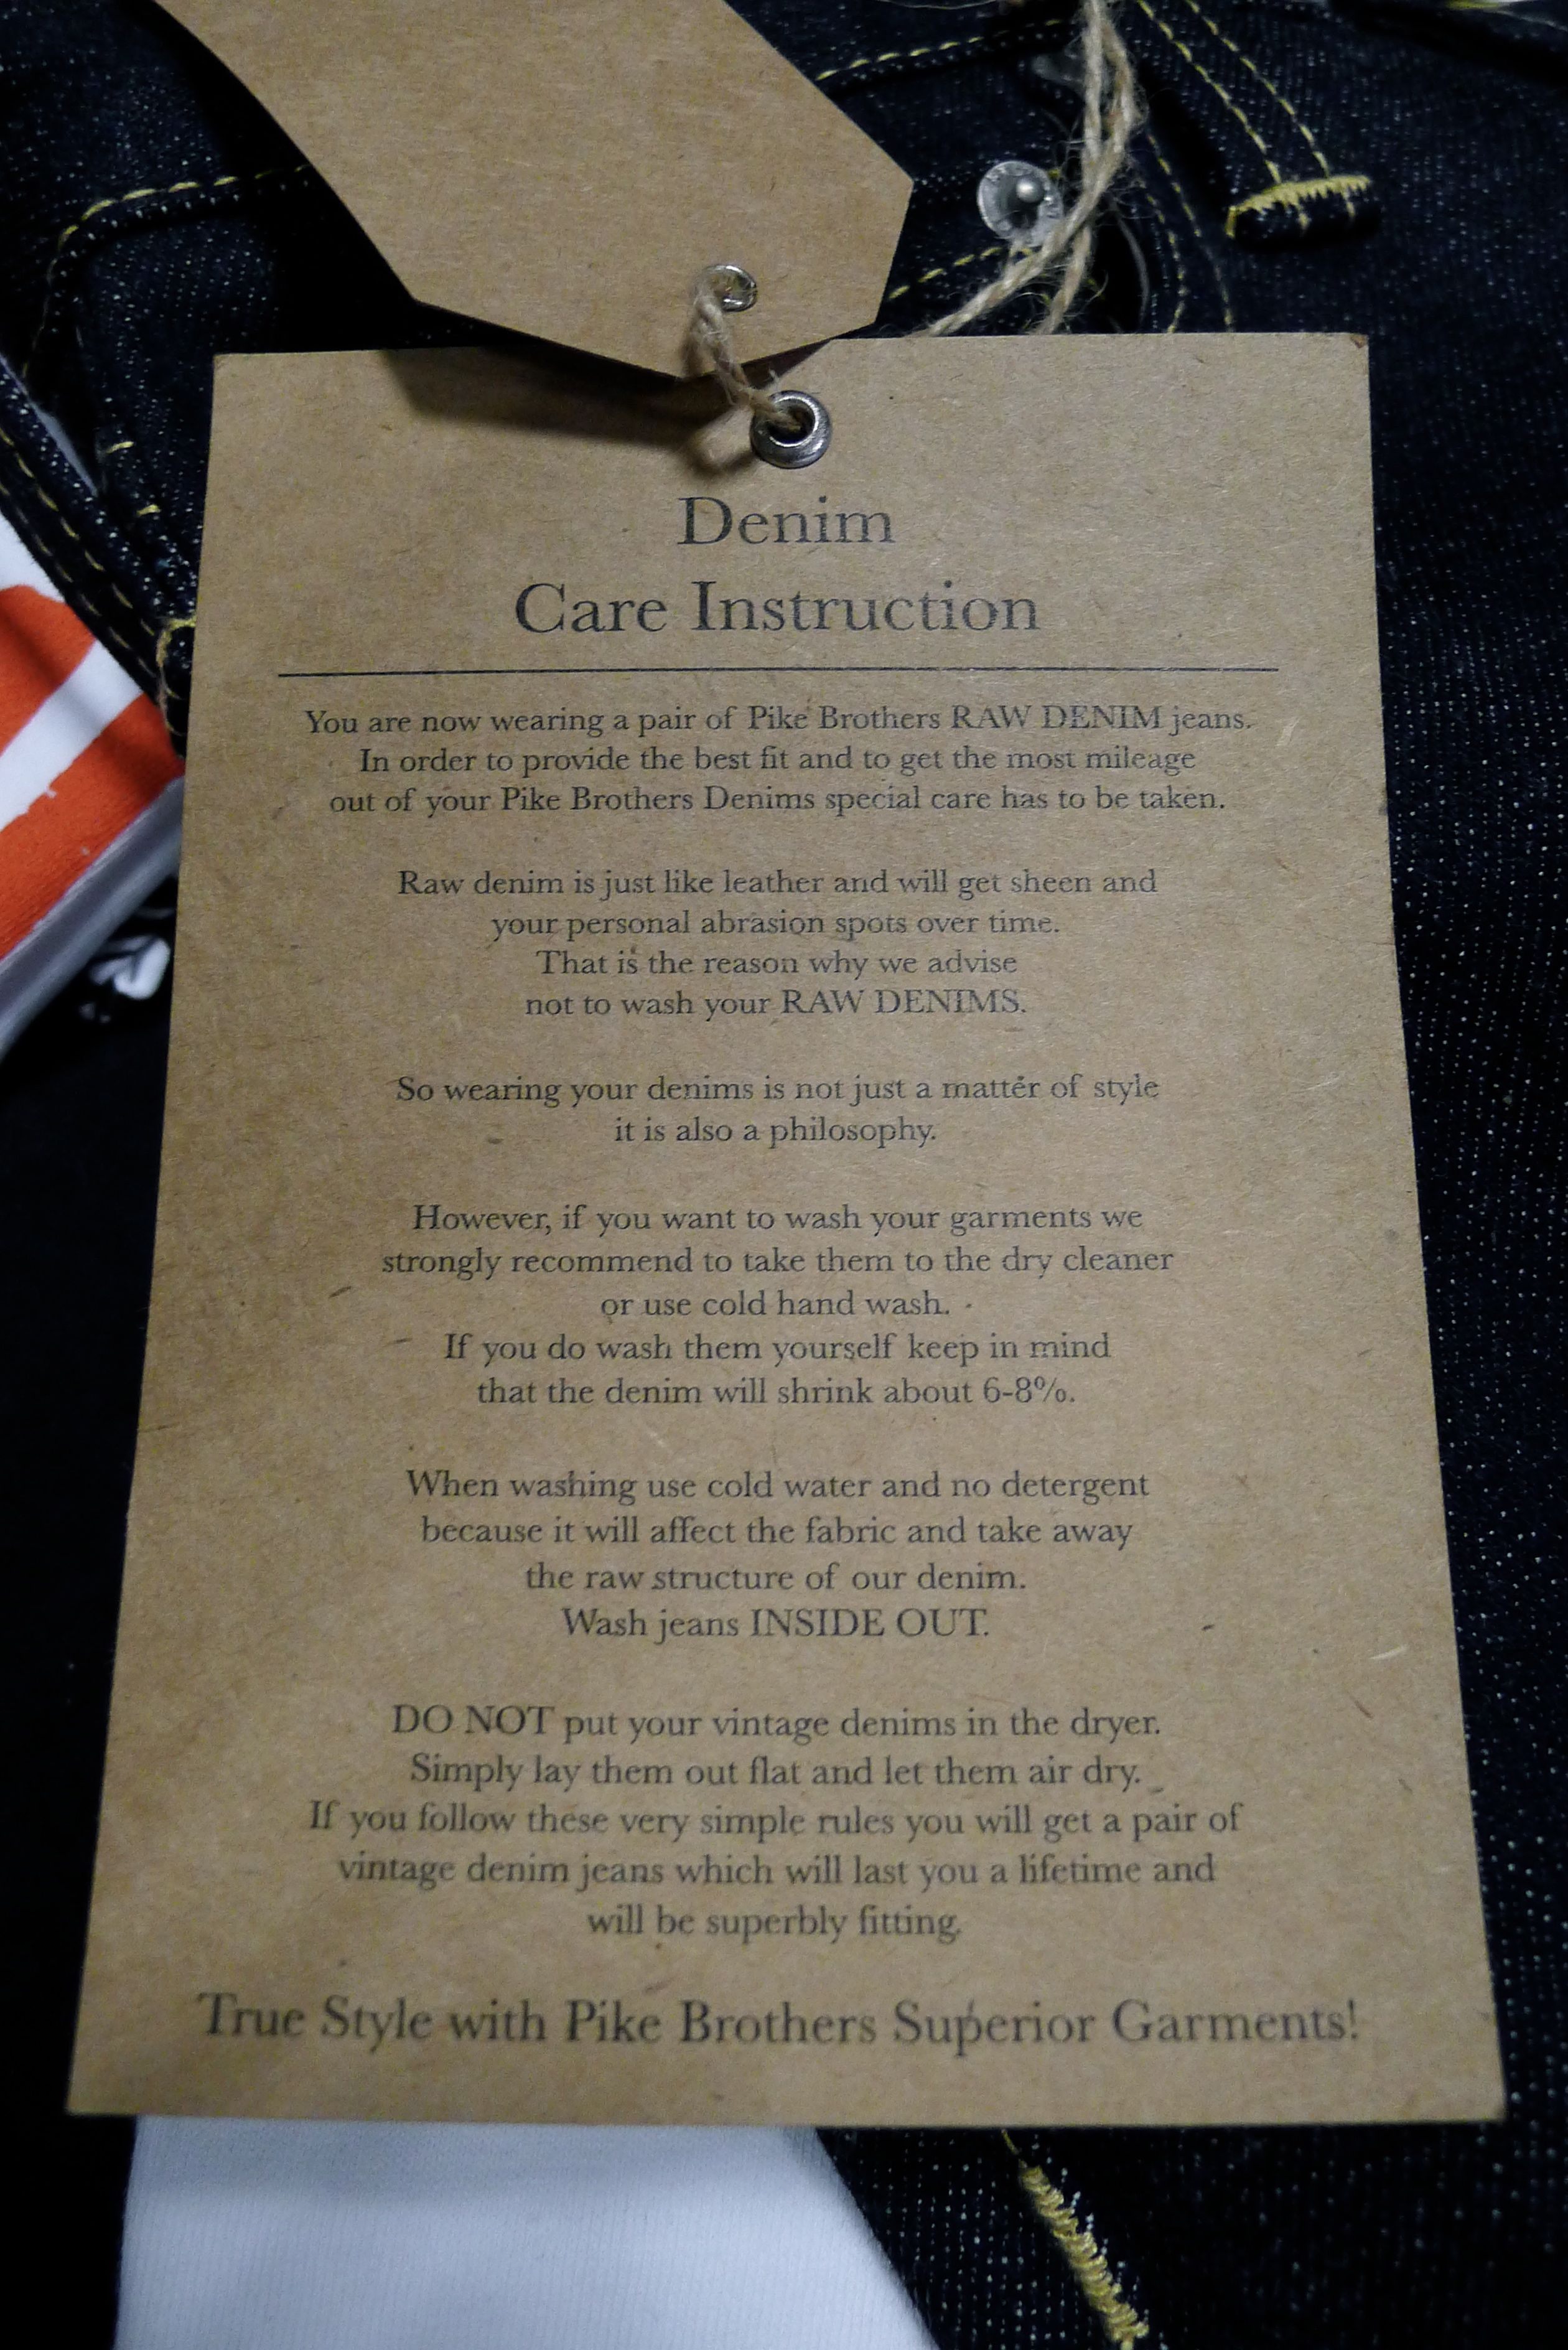 Denim
Care Instruction
You are now wearing a pair of Pike Brothers RAW DENIM jeans.
In order to provide the best fit and to get the most mileage
out of your Pike Brothers Denims special care has to be taken.
Raw denim is just like leather and will get sheen and
your personal abrasion spots over time.
That is the reason why we advise
not to wash your RAW DENIMS.
So wearing your denims is not just a matter of style
it is also a philosophy.
However, if you want to wash your garments we
strongly recommend to take them to the dry cleaner
or use cold hand wash.
If you do wash them yourself keep in mind
that the denim will shrink about 6-8%.
When washing use cold water and no detergent
because it will affect the fabric and take away
the raw structure of our denim.
Wash jeans INSIDE OUT.
DO NOT put your vintage denims in the dryer.
Simply lay them out flat and let them air dry.
If you follow these very simple rules you will get a pair of
vintage denim jeans which will last you a lifetime and
will be superbly fitting.
True Style with Pike Brothers Superior Garments!